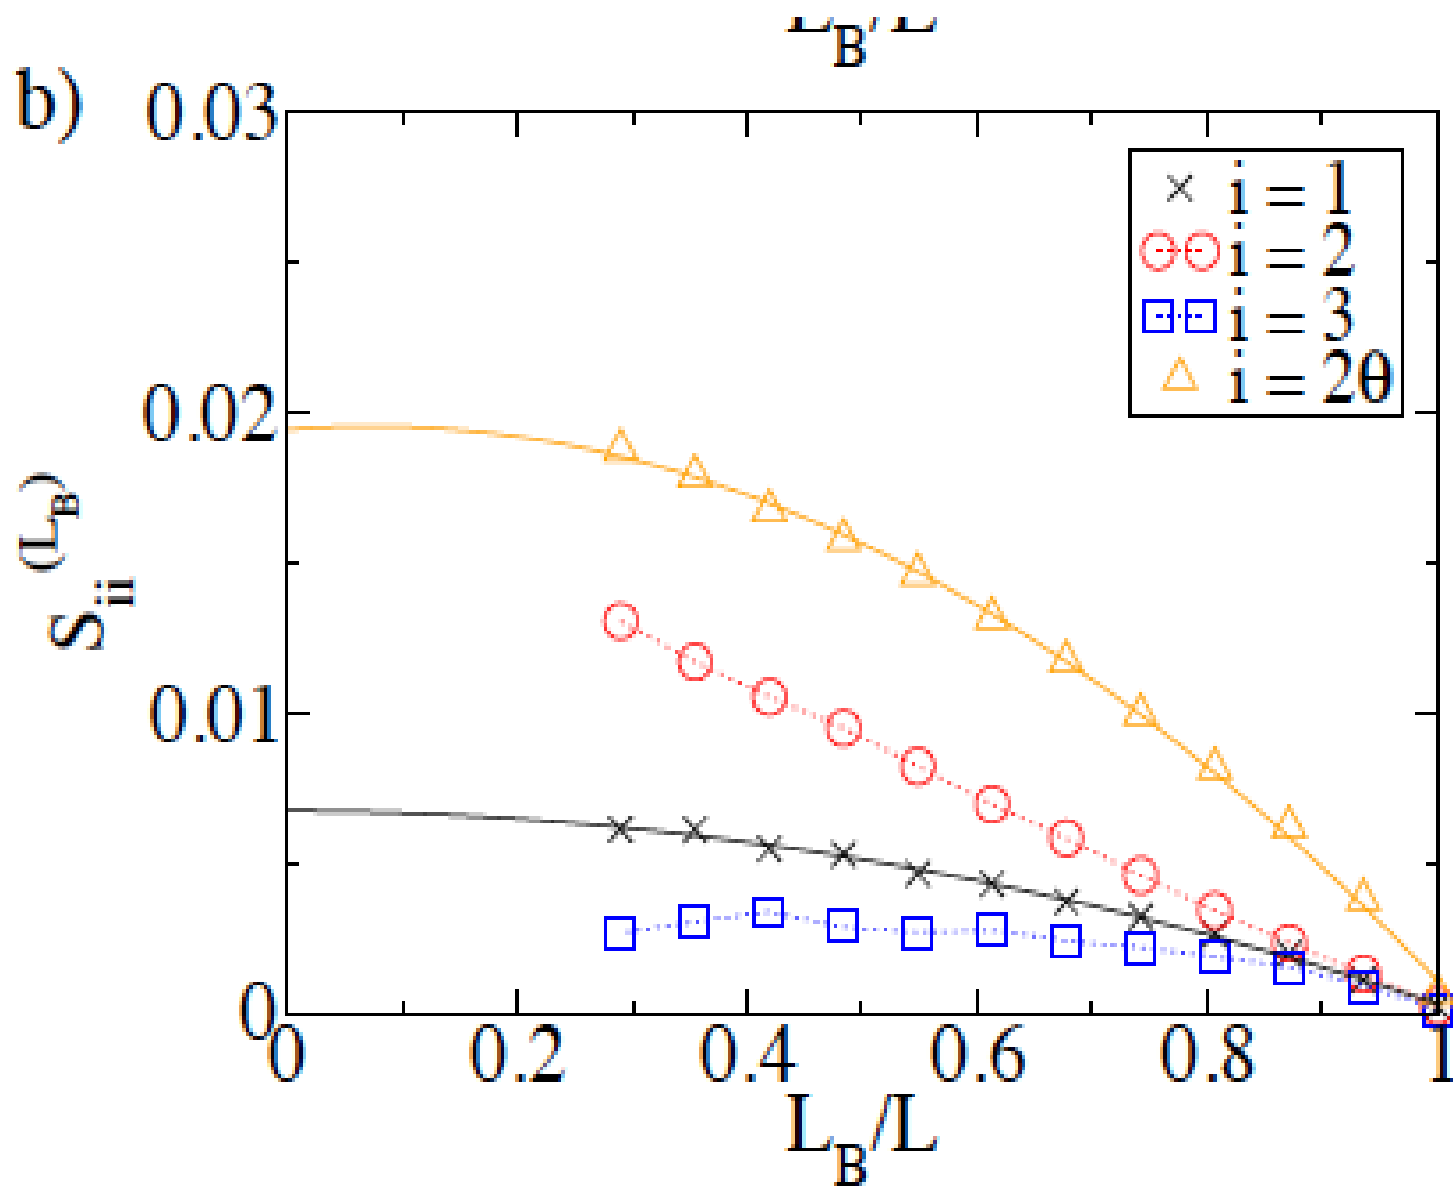 L_B/L
b)
0.03
i = 1
i = 2
i = 3
i = 2θ
0.02
0.01
0
S_ii^(L_B)
0 0.2 0.4 0.6 0.8 1
L_B/L